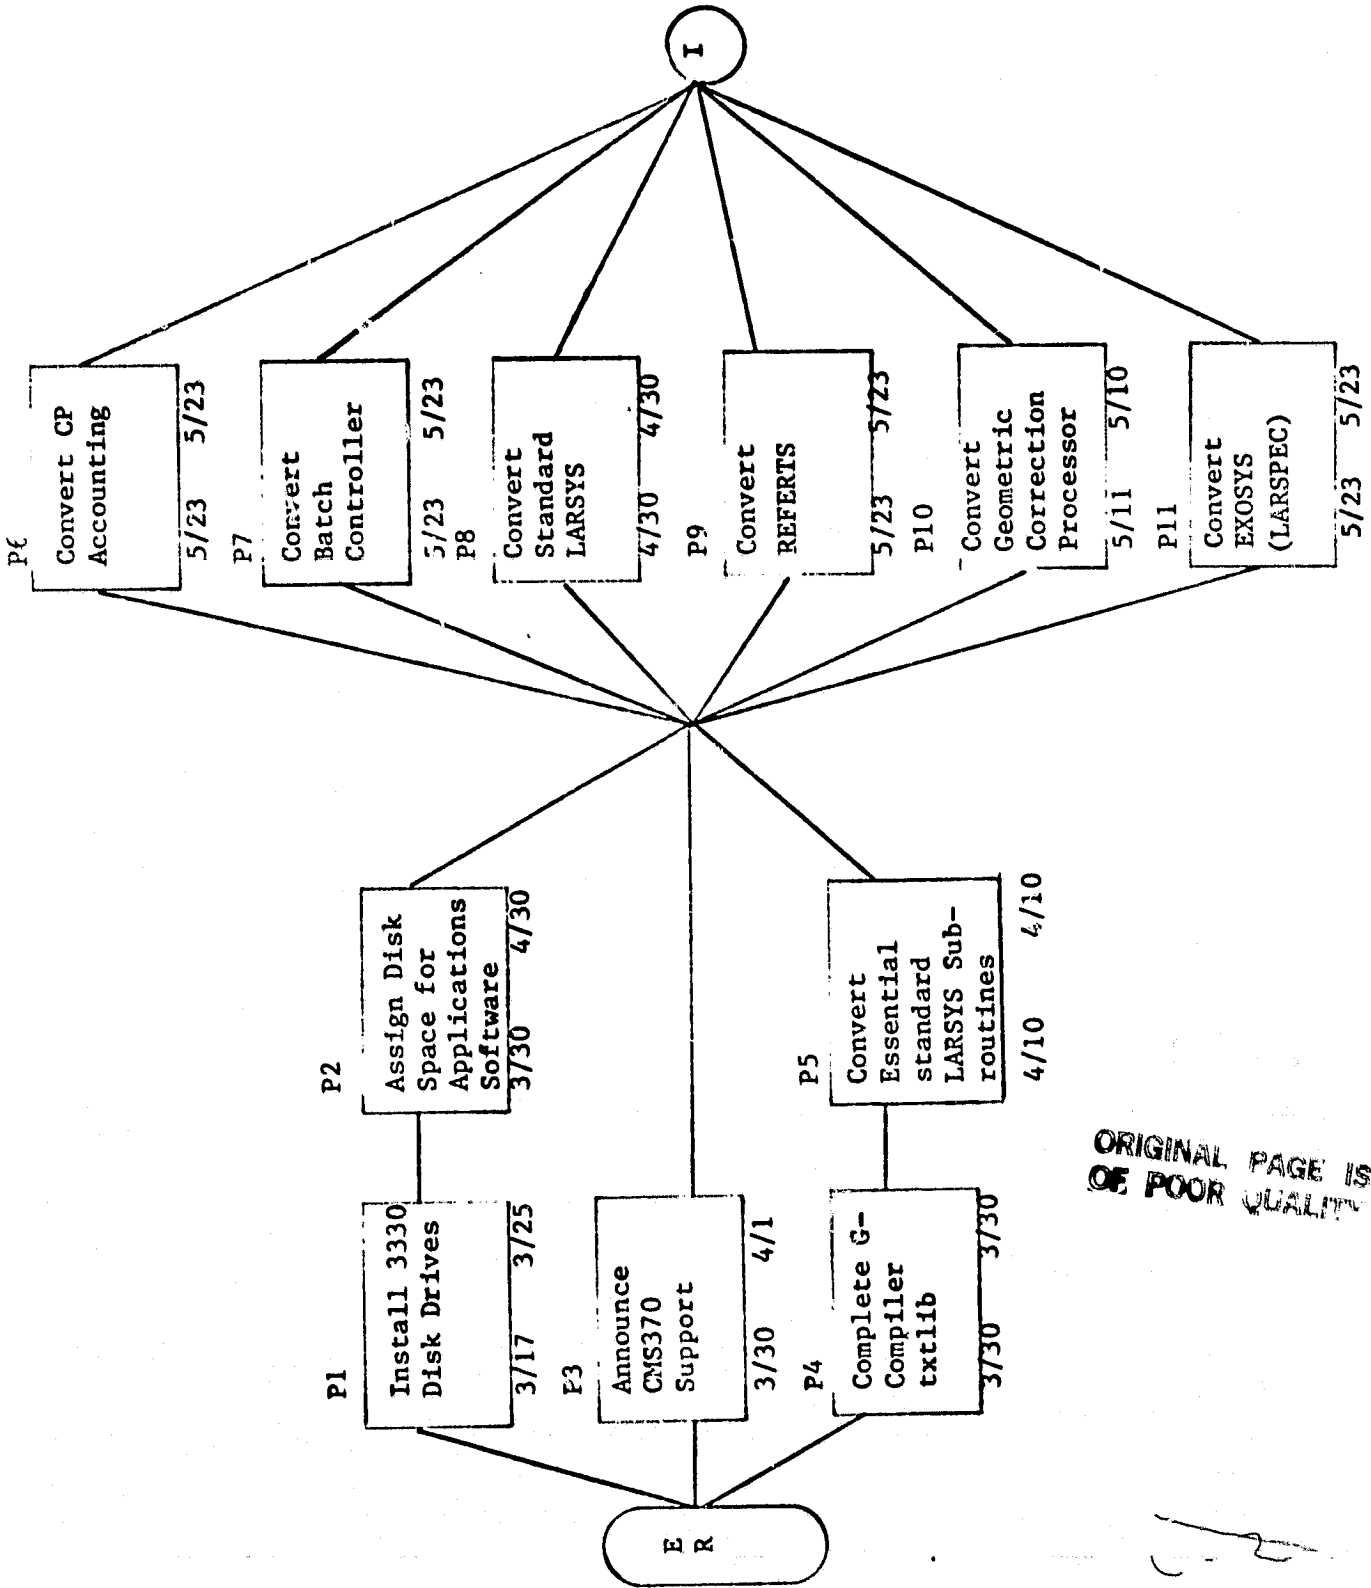 E
R
P1
Install 3330
Disk Drives
3/17 3/25
P2
Assign Disk
Space for
Applications
Software
3/30 4/30
P3
Announce
CMS370
Support
3/30 4/1
P4
Complete G-
Compiler
txtlib
3/30 3/30
P5
Convert
Essential
standard
LARSYS Sub-
routines
4/10 4/10
P6
Convert CP
Accounting
5/23 5/23
P7
Convert
Batch
Controller
5/23 5/23
P8
Convert
Standard
LARSYS
4/30 4/30
P9
Convert
REFERTS
5/23 5/23
P10
Convert
Geometric
Correction
Processor
5/11 5/10
P11
Convert
EXOSYS
(LARSPEC)
5/23 5/23
I
ORIGINAL PAGE IS
OF POOR QUALITY